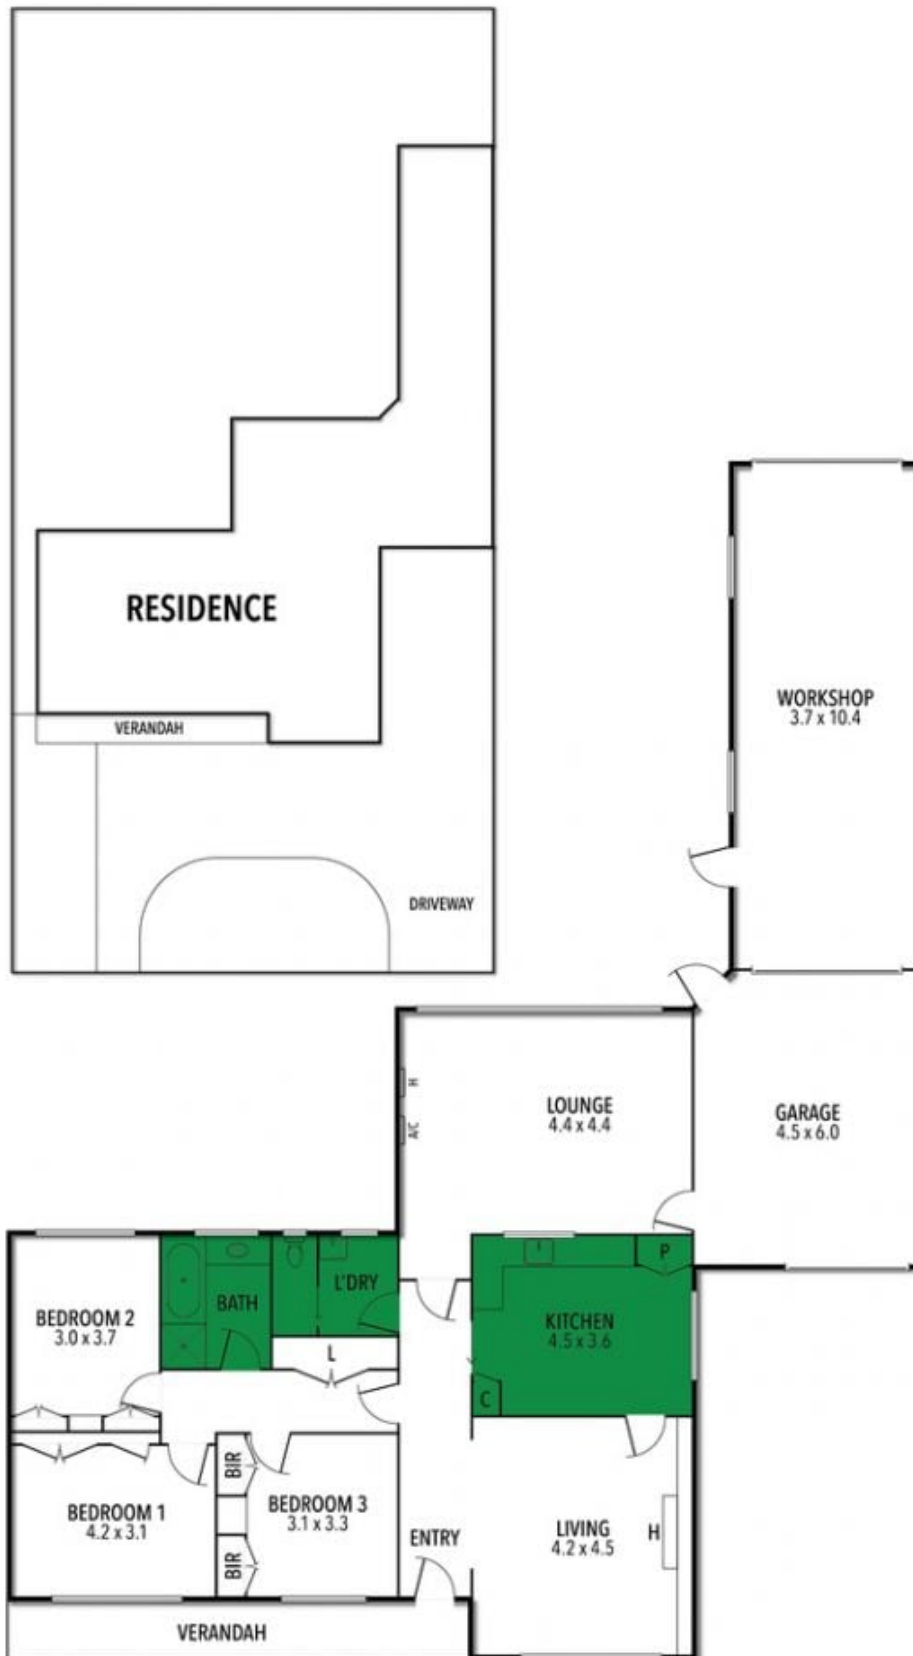 RESIDENCE
VERANDAH
DRIVEWAY
WORKSHOP
3.7 x 10.4
LOUNGE
4.4 x 4.4
H
A/C
GARAGE
4.5 x 6.0
BEDROOM 2
3.0 x 3.7
BATH
L'DRY
L
KITCHEN
4.5 x 3.6
P
C
BEDROOM 1
4.2 x 3.1
BIR
BIR
BEDROOM 3
3.1 x 3.3
ENTRY
LIVING
4.2 x 4.5
H
VERANDAH